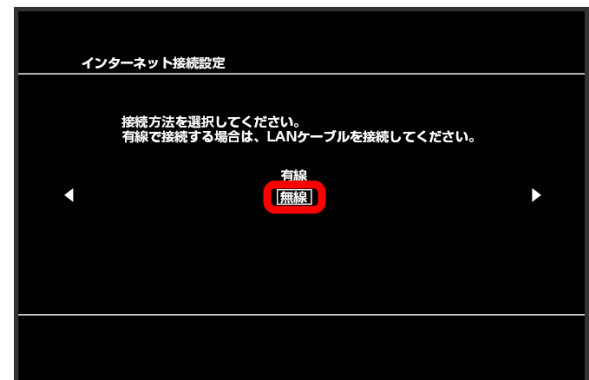 インターネット接続設定
接続方法を選択してください。
有線で接続する場合は、LANケーブルを接続してください。
有線
無線